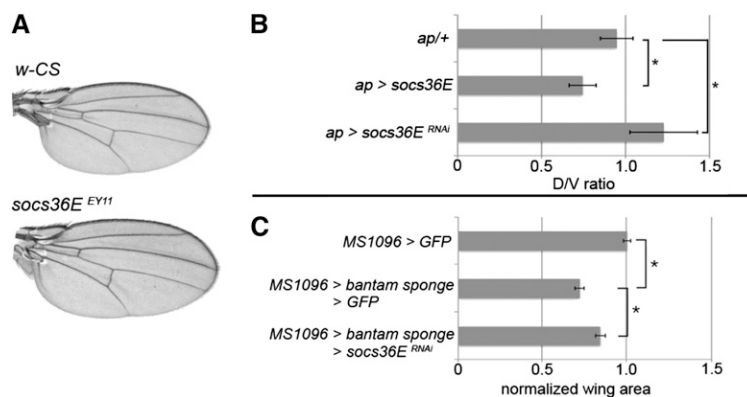 A
w-CS
socs36E EY11
B
ap/+
ap > socs36E
ap > socs36E RNAi
*
*
0 0.5 1.0 1.5
D/V ratio
C
MS1096 > GFP
MS1096 > bantam sponge
> GFP
MS1096 > bantam sponge
> socs36E RNAi
*
*
0 0.5 1.0 1.5
normalized wing area